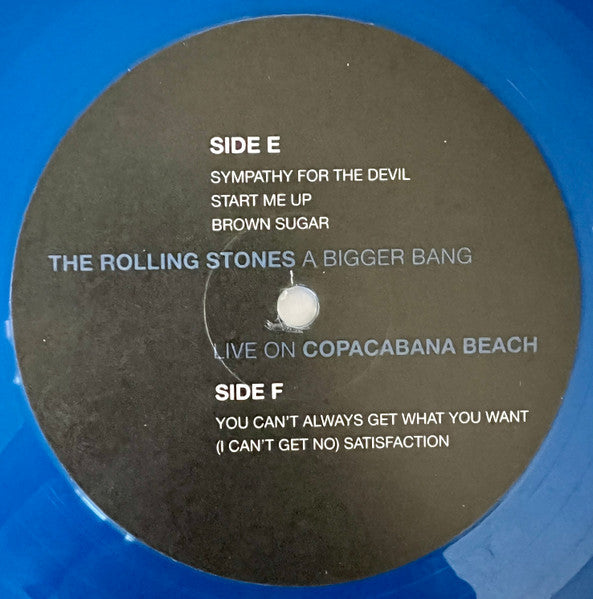 SIDE E
SYMPATHY FOR THE DEVIL
START ME UP
BROWN SUGAR
THE ROLLING STONES A BIGGER BANG
LIVE ON COPACABANA BEACH
SIDE F
YOU CAN'T ALWAYS GET WHAT YOU WANT
(I CAN'T GET NO) SATISFACTION